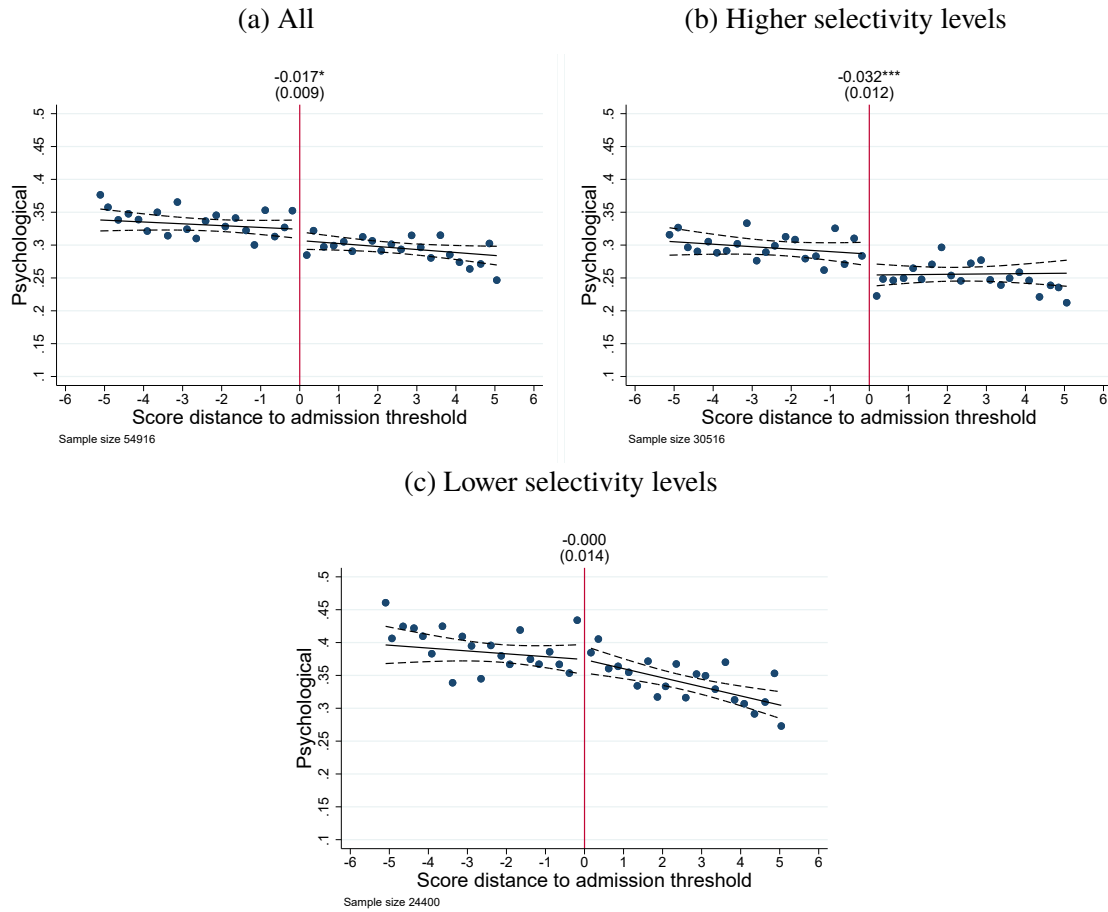 (a) All
-0.017*
(0.009)
Psychological
.5
.45
.4
.35
.3
.25
.2
.15
.1
-6 -5 -4 -3 -2 -1 0 1 2 3 4 5 6
Score distance to admission threshold
Sample size 54916
(b) Higher selectivity levels
-0.032***
(0.012)
Psychological
.5
.45
.4
.35
.3
.25
.2
.15
.1
-6 -5 -4 -3 -2 -1 0 1 2 3 4 5 6
Score distance to admission threshold
Sample size 30516
(c) Lower selectivity levels
-0.000
(0.014)
Psychological
.5
.45
.4
.35
.3
.25
.2
.15
.1
-6 -5 -4 -3 -2 -1 0 1 2 3 4 5 6
Score distance to admission threshold
Sample size 24400